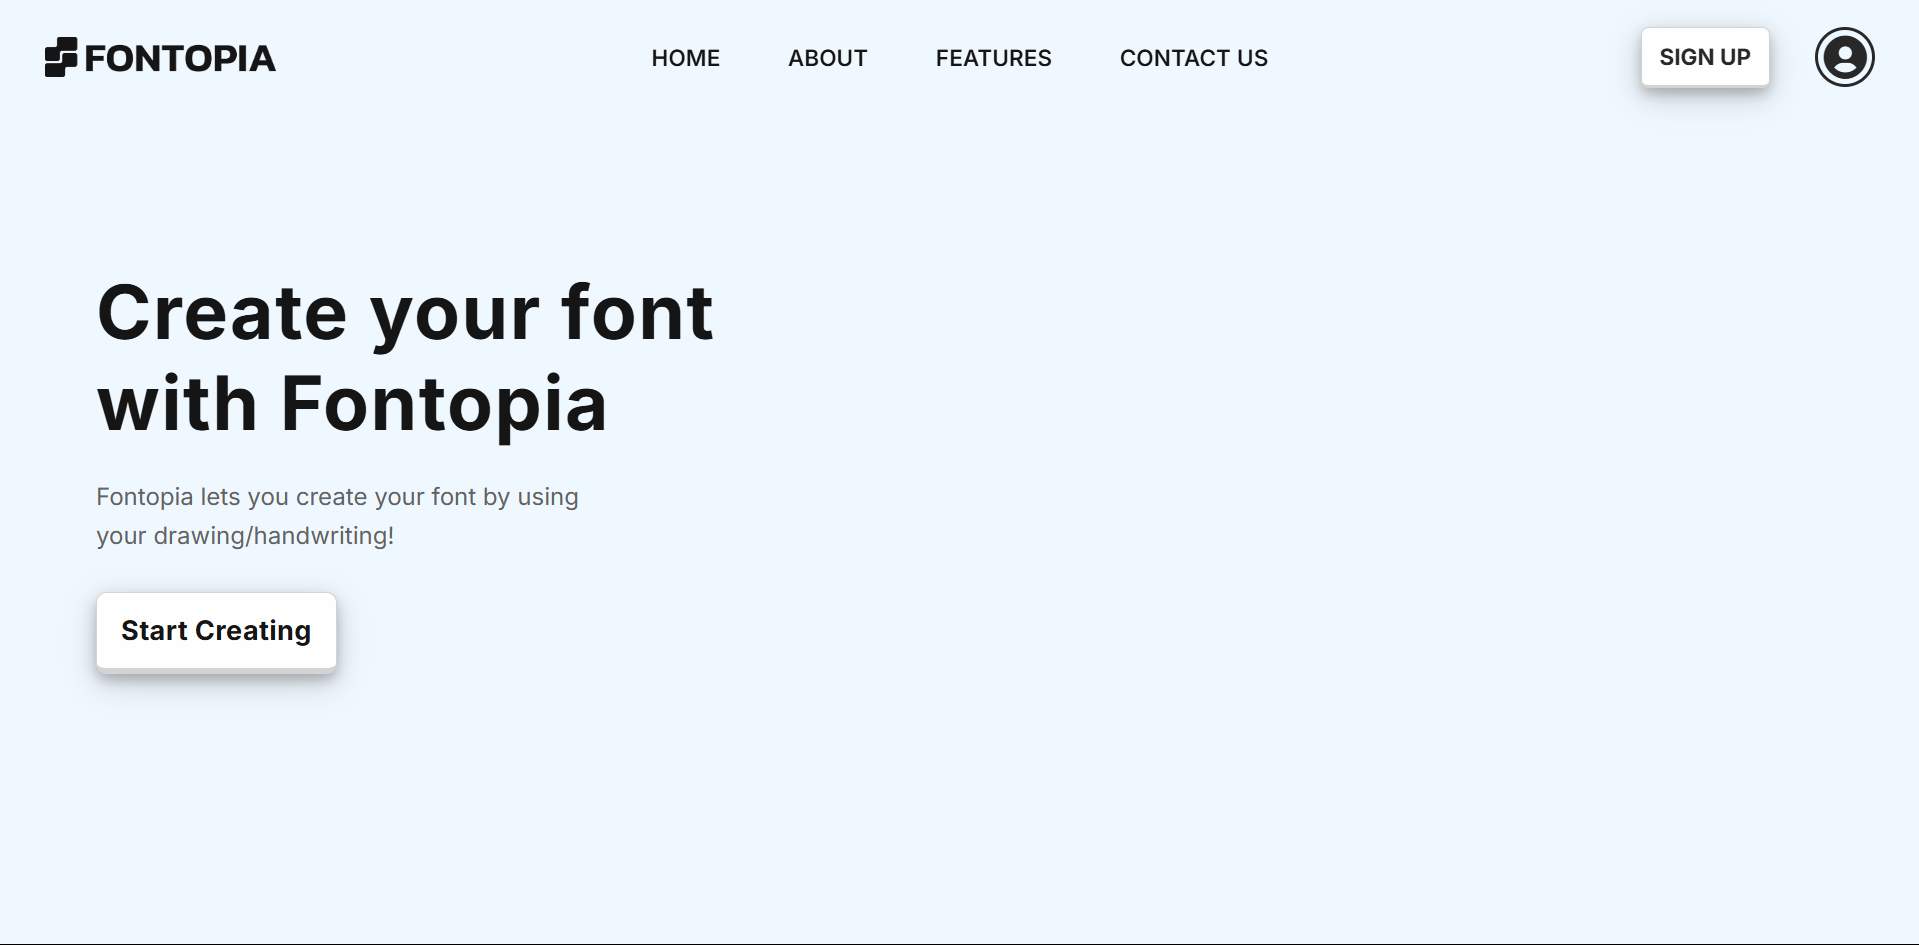 FONTOPIA
HOME
ABOUT
FEATURES
CONTACT US
SIGN UP
Create your font
with Fontopia
Fontopia lets you create your font by using
your drawing/handwriting!
Start Creating